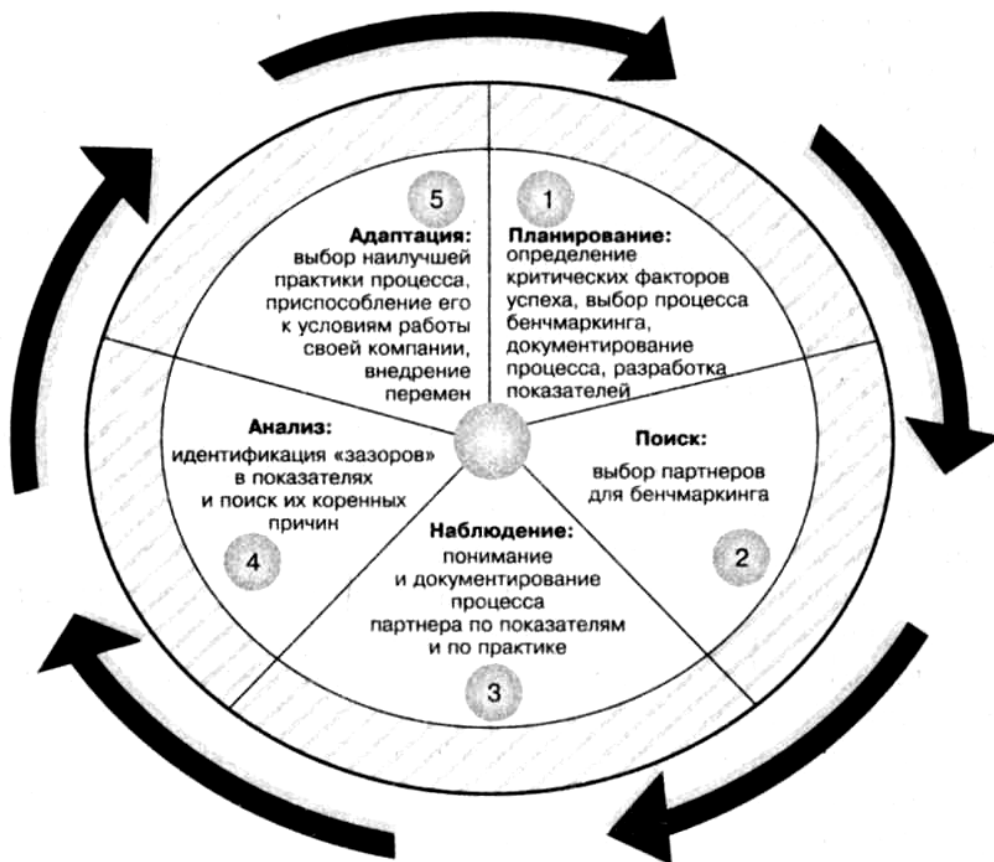 1
Планирование:
определение
критических факторов
успеха, выбор процесса
бенчмаркинга,
документирование
процесса, разработка
показателей
Поиск:
выбор партнеров
для бенчмаркинга
2
Наблюдение:
понимание
и документирование
процесса
партнера по показателям
и по практике
3
Анализ:
идентификация «зазоров»
в показателях
и поиск их коренных
причин
4
5
Адаптация:
выбор наилучшей
практики процесса,
приспособление его
к условиям работы
своей компании,
внедрение
перемен